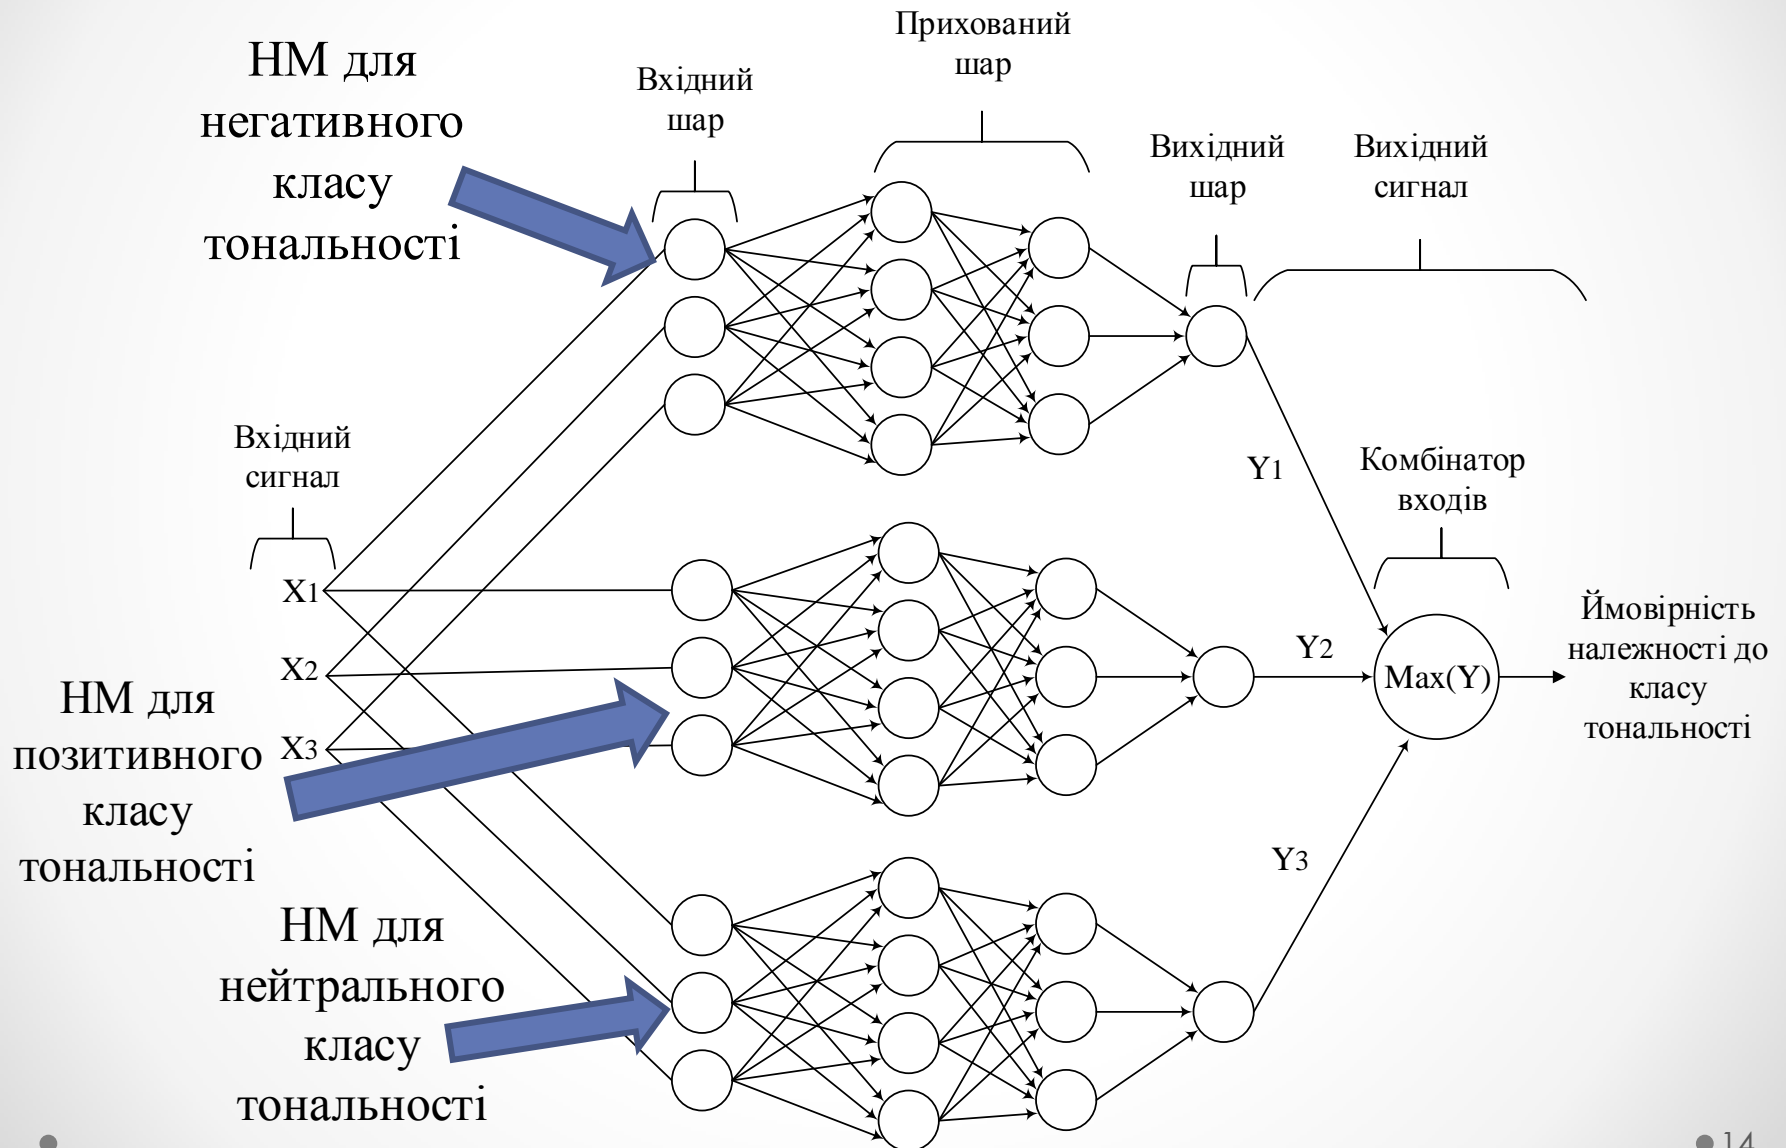 НМ для
негативного
класу
тональності
Вхідний
шар
Прихований
шар
Вихідний
шар
Вихідний
сигнал
Вхідний
сигнал
X1
X2
X3
НМ для
позитивного
класу
тональності
НМ для
нейтрального
класу
тональності
Y1
Y2
Y3
Комбінатор
входів
Max(Y)
Ймовірність
належності до
класу
тональності
14